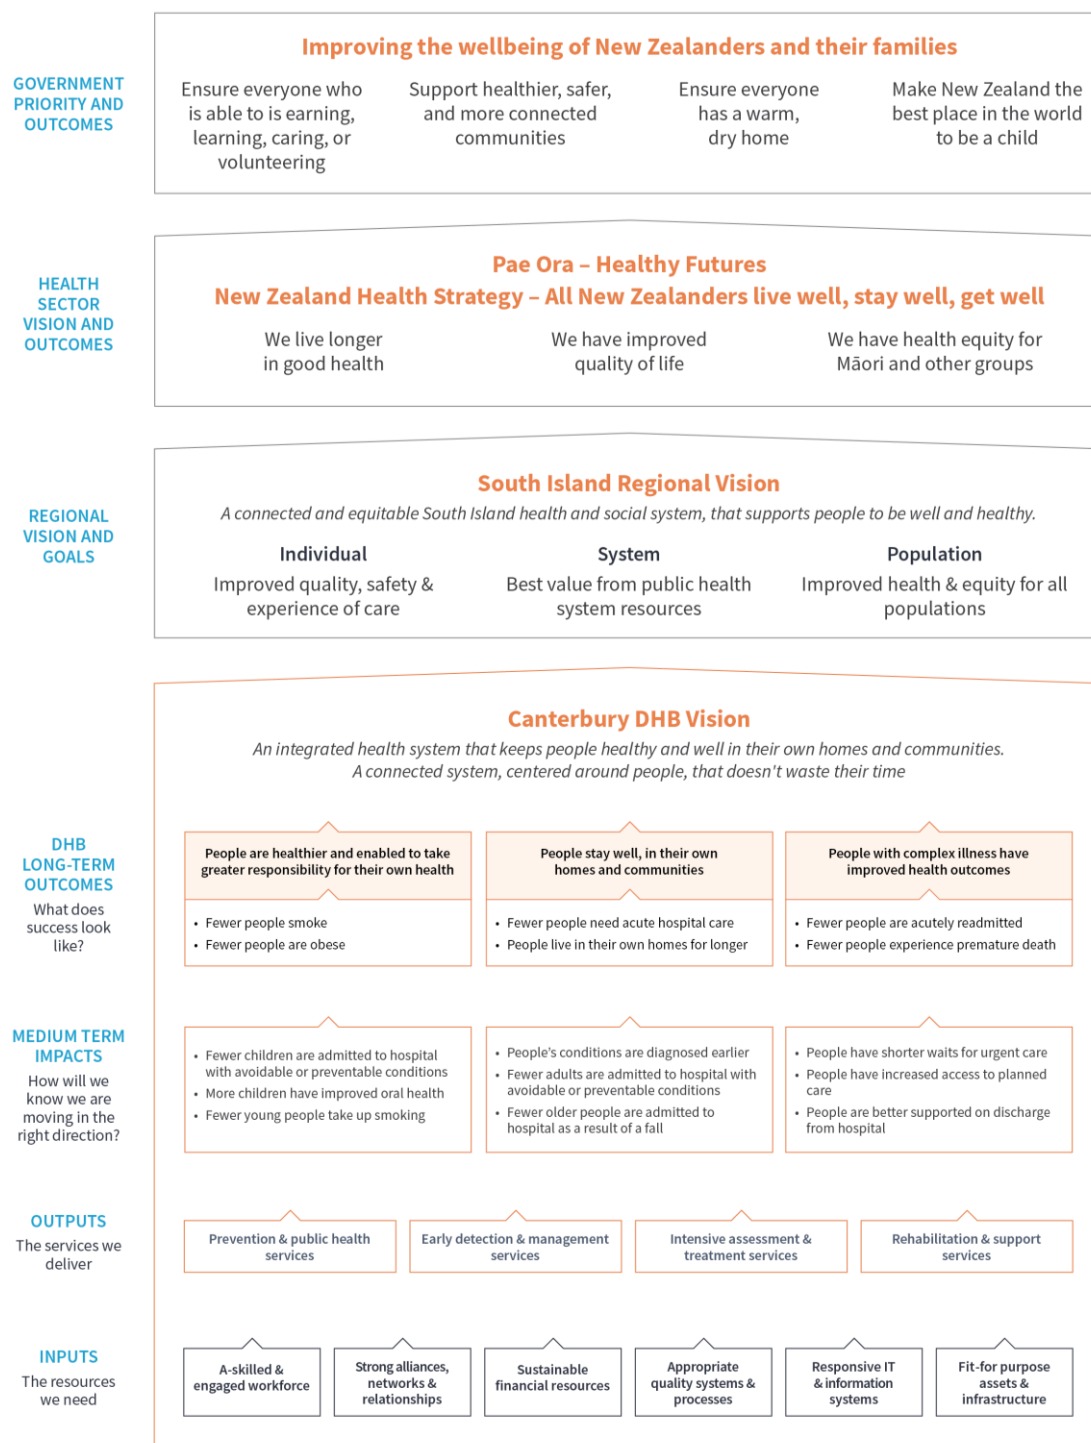 Improving the wellbeing of New Zealanders and their families
GOVERNMENT
PRIORITY AND
OUTCOMES
Ensure everyone who
is able to is earning,
learning, caring, or
volunteering
Support healthier, safer,
and more connected
communities
Ensure everyone
has a warm,
dry home
Make New Zealand the
best place in the world
to be a child
HEALTH
SECTOR
VISION AND
OUTCOMES
Pae Ora – Healthy Futures
New Zealand Health Strategy – All New Zealanders live well, stay well, get well
We live longer
in good health
We have improved
quality of life
We have health equity for
Māori and other groups
REGIONAL
VISION AND
GOALS
South Island Regional Vision
A connected and equitable South Island health and social system, that supports people to be well and healthy.
Individual
Improved quality, safety &
experience of care
System
Best value from public health
system resources
Population
Improved health & equity for all
populations
Canterbury DHB Vision
An integrated health system that keeps people healthy and well in their own homes and communities.
A connected system, centered around people, that doesn't waste their time
DHB
LONG-TERM
OUTCOMES
What does
success look
like?
People are healthier and enabled to take
greater responsibility for their own health
• Fewer people smoke
• Fewer people are obese
People stay well, in their own
homes and communities
• Fewer people need acute hospital care
• People live in their own homes for longer
People with complex illness have
improved health outcomes
• Fewer people are acutely readmitted
• Fewer people experience premature death
MEDIUM TERM
IMPACTS
How will we
know we are
moving in the
right direction?
• Fewer children are admitted to hospital
with avoidable or preventable conditions
• More children have improved oral health
• Fewer young people take up smoking
• People's conditions are diagnosed earlier
• Fewer adults are admitted to hospital with
avoidable or preventable conditions
• Fewer older people are admitted to
hospital as a result of a fall
• People have shorter waits for urgent care
• People have increased access to planned
care
• People are better supported on discharge
from hospital
OUTPUTS
The services we
deliver
Prevention & public health
services
Early detection & management
services
Intensive assessment &
treatment services
Rehabilitation & support
services
INPUTS
The resources
we need
A-skilled &
engaged workforce
Strong alliances,
networks &
relationships
Sustainable
financial resources
Appropriate
quality systems &
processes
Responsive IT
& information
systems
Fit-for purpose
assets &
infrastructure